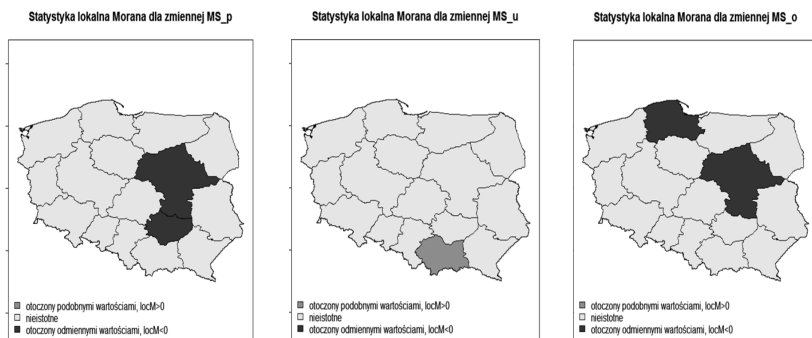 Statystyka lokalna Morana dla zmiennej MS_p
otoczony podobnymi wartościami, locM>0
nieistotne
otoczony odmiennymi wartościami, locM<0
Statystyka lokalna Morana dla zmiennej MS_u
otoczony podobnymi wartościami, locM>0
nieistotne
otoczony odmiennymi wartościami, locM<0
Statystyka lokalna Morana dla zmiennej MS_o
otoczony podobnymi wartościami, locM>0
nieistotne
otoczony odmiennymi wartościami, locM<0